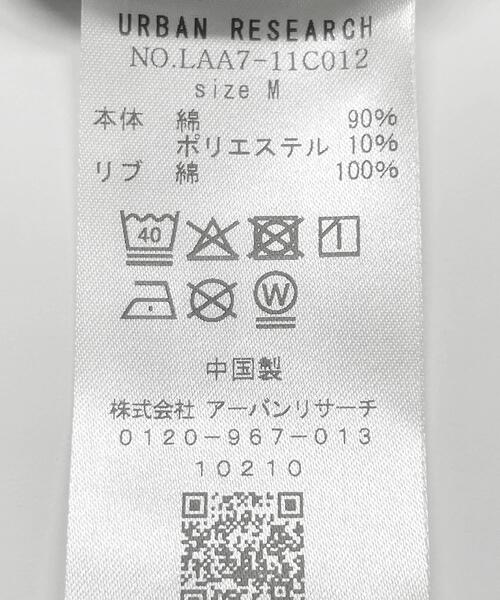 URBAN RESEARCH
NO.LAA7-11C012
size M
本体 綿 90%
ポリエステル 10%
リブ 綿 100%
40
W
中国製
株式会社 アーバンリサーチ
0120-967-013
10210